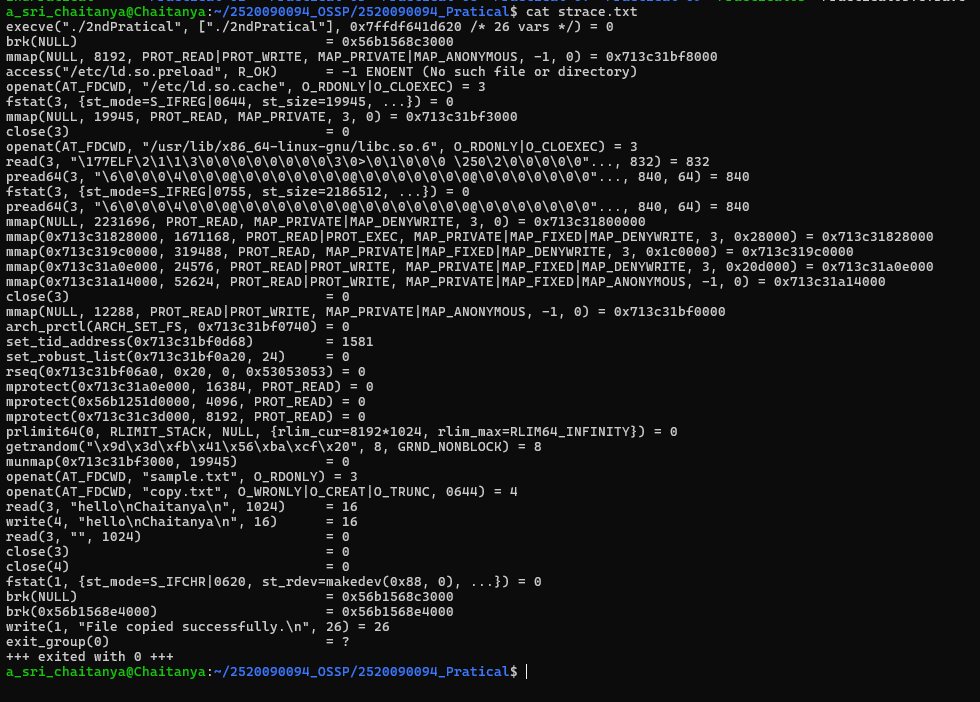 a_sri_chaitanya@Chaitanya:~/2520090094_OSSP/2520090094_Pratical$ cat strace.txt
execve("./2ndPratical", ["./2ndPratical"], 0x7ffdf641d620 /* 26 vars */) = 0
brk(NULL)                               = 0x56b1568c3000
mmap(NULL, 8192, PROT_READ|PROT_WRITE, MAP_PRIVATE|MAP_ANONYMOUS, -1, 0) = 0x713c31bf8000
access("/etc/ld.so.preload", R_OK)      = -1 ENOENT (No such file or directory)
openat(AT_FDCWD, "/etc/ld.so.cache", O_RDONLY|O_CLOEXEC) = 3
fstat(3, {st_mode=S_IFREG|0644, st_size=19945, ...}) = 0
mmap(NULL, 19945, PROT_READ, MAP_PRIVATE, 3, 0) = 0x713c31bf3000
close(3)                                = 0
openat(AT_FDCWD, "/usr/lib/x86_64-linux-gnu/libc.so.6", O_RDONLY|O_CLOEXEC) = 3
read(3, "\177ELF\2\1\1\3\0\0\0\0\0\0\0\0\3\0>\0\1\0\0\0 \250\2\0\0\0\0\0"..., 832) = 832
pread64(3, "\6\0\0\0\4\0\0\0@\0\0\0\0\0\0\0@\0\0\0\0\0\0\0@\0\0\0\0\0\0\0"..., 840, 64) = 840
fstat(3, {st_mode=S_IFREG|0755, st_size=2186512, ...}) = 0
pread64(3, "\6\0\0\0\4\0\0\0@\0\0\0\0\0\0\0@\0\0\0\0\0\0\0@\0\0\0\0\0\0\0"..., 840, 64) = 840
mmap(NULL, 2231696, PROT_READ, MAP_PRIVATE|MAP_DENYWRITE, 3, 0) = 0x713c31800000
mmap(0x713c31828000, 1671168, PROT_READ|PROT_EXEC, MAP_PRIVATE|MAP_FIXED|MAP_DENYWRITE, 3, 0x28000) = 0x713c31828000
mmap(0x713c319c0000, 319488, PROT_READ, MAP_PRIVATE|MAP_FIXED|MAP_DENYWRITE, 3, 0x1c0000) = 0x713c319c0000
mmap(0x713c31a0e000, 24576, PROT_READ|PROT_WRITE, MAP_PRIVATE|MAP_FIXED|MAP_DENYWRITE, 3, 0x20d000) = 0x713c31a0e000
mmap(0x713c31a14000, 52624, PROT_READ|PROT_WRITE, MAP_PRIVATE|MAP_FIXED|MAP_ANONYMOUS, -1, 0) = 0x713c31a14000
close(3)                                = 0
mmap(NULL, 12288, PROT_READ|PROT_WRITE, MAP_PRIVATE|MAP_ANONYMOUS, -1, 0) = 0x713c31bf0000
arch_prctl(ARCH_SET_FS, 0x713c31bf0740) = 0
set_tid_address(0x713c31bf0d68)         = 1581
set_robust_list(0x713c31bf0a20, 24)     = 0
rseq(0x713c31bf06a0, 0x20, 0, 0x53053053) = 0
mprotect(0x713c31a0e000, 16384, PROT_READ) = 0
mprotect(0x56b1251d0000, 4096, PROT_READ) = 0
mprotect(0x713c31c3d000, 8192, PROT_READ) = 0
prlimit64(0, RLIMIT_STACK, NULL, {rlim_cur=8192*1024, rlim_max=RLIM64_INFINITY}) = 0
getrandom("\x9d\x3d\xfb\x41\x56\xba\xcf\x20", 8, GRND_NONBLOCK) = 8
munmap(0x713c31bf3000, 19945)           = 0
openat(AT_FDCWD, "sample.txt", O_RDONLY) = 3
openat(AT_FDCWD, "copy.txt", O_WRONLY|O_CREAT|O_TRUNC, 0644) = 4
read(3, "hello\nChaitanya\n", 1024)     = 16
write(4, "hello\nChaitanya\n", 16)      = 16
read(3, "", 1024)                       = 0
close(3)                                = 0
close(4)                                = 0
fstat(1, {st_mode=S_IFCHR|0620, st_rdev=makedev(0x88, 0), ...}) = 0
brk(NULL)                               = 0x56b1568c3000
brk(0x56b1568e4000)                     = 0x56b1568e4000
write(1, "File copied successfully.\n", 26) = 26
exit_group(0)                           = ?
+++ exited with 0 +++
a_sri_chaitanya@Chaitanya:~/2520090094_OSSP/2520090094_Pratical$